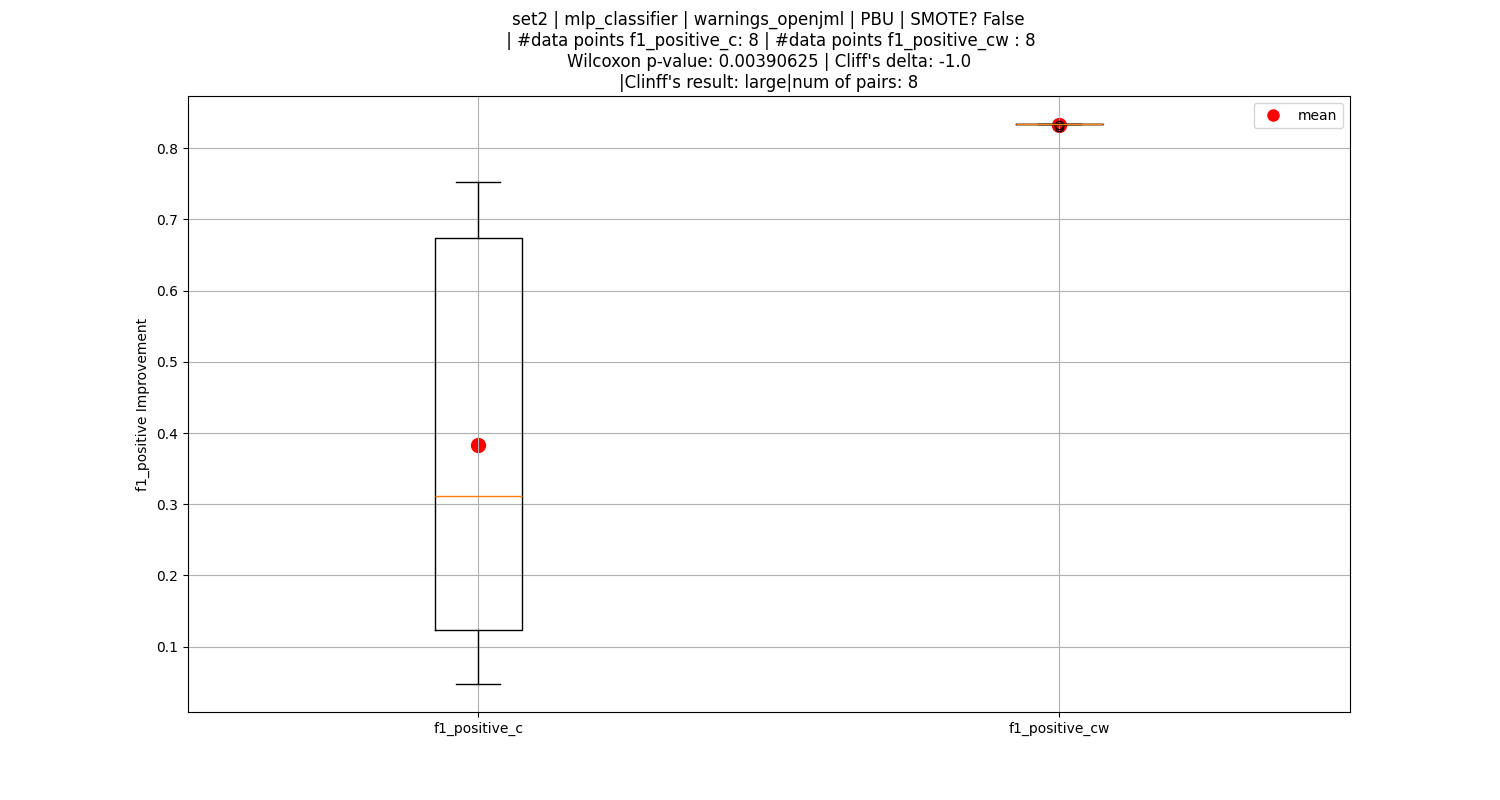 set2 | mlp_classifier | warnings_openjml | PBU | SMOTE? False
| #data points f1_positive_c: 8 | #data points f1_positive_cw : 8
Wilcoxon p-value: 0.00390625 | Cliff's delta: -1.0
|Clinff's result: large|num of pairs: 8
mean
0.8
0.7
0.6
0.5
0.4
0.3
0.2
0.1
f1_positive Improvement
f1_positive_c
f1_positive_cw